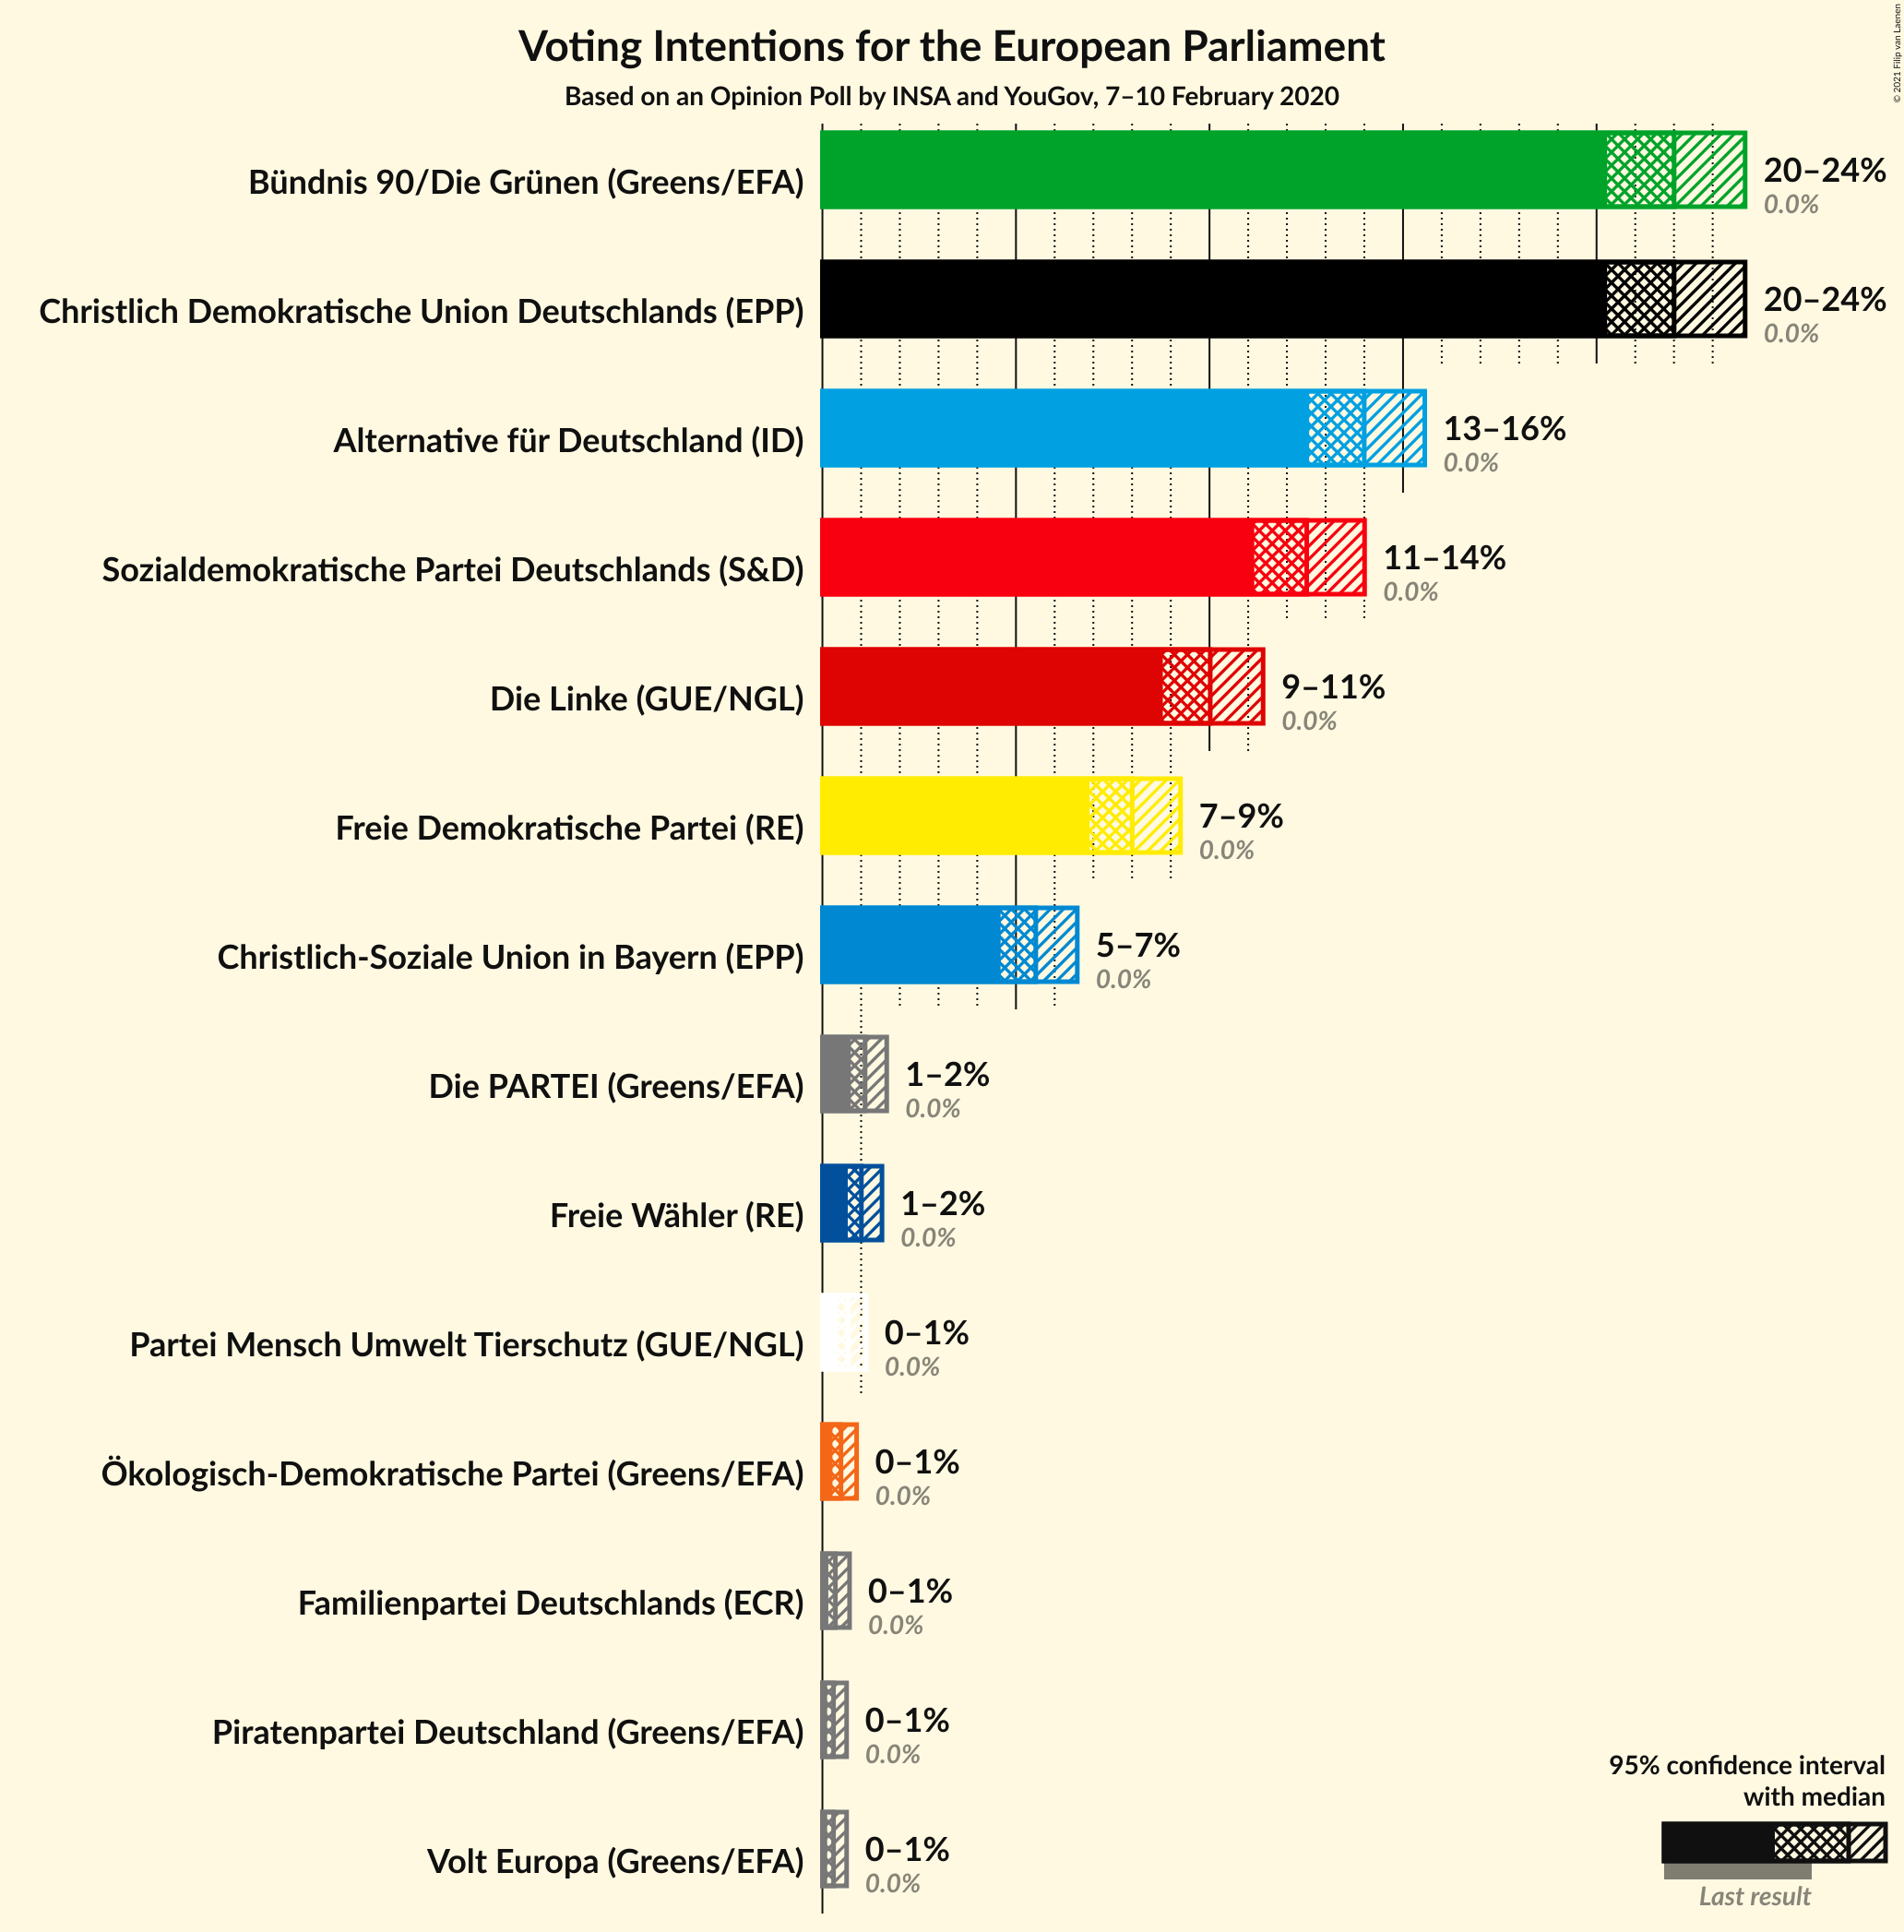 Voting Intentions for the European Parliament
Based on an Opinion Poll by INSA and YouGov, 7–10 February 2020
© 2021 Filip van Laenen
Bündnis 90/Die Grünen (Greens/EFA)
20–24%
0.0%
Christlich Demokratische Union Deutschlands (EPP)
20–24%
0.0%
Alternative für Deutschland (ID)
13–16%
0.0%
Sozialdemokratische Partei Deutschlands (S&D)
11–14%
0.0%
Die Linke (GUE/NGL)
9–11%
0.0%
Freie Demokratische Partei (RE)
7–9%
0.0%
Christlich-Soziale Union in Bayern (EPP)
5–7%
0.0%
Die PARTEI (Greens/EFA)
1–2%
0.0%
Freie Wähler (RE)
1–2%
0.0%
Partei Mensch Umwelt Tierschutz (GUE/NGL)
0–1%
0.0%
Ökologisch-Demokratische Partei (Greens/EFA)
0–1%
0.0%
Familienpartei Deutschlands (ECR)
0–1%
0.0%
Piratenpartei Deutschland (Greens/EFA)
0–1%
0.0%
Volt Europa (Greens/EFA)
0–1%
0.0%
95% confidence interval
with median
Last result